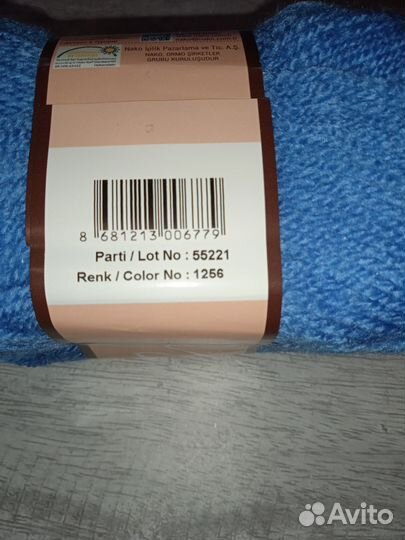 Nako İplik Pazarlama ve Tic. A.Ş.
NAKO, ORMO ŞİRKETLER
GRUBU KURULUŞUDUR
8 681213 006779
Parti / Lot No : 55221
Renk / Color No : 1256
Avito